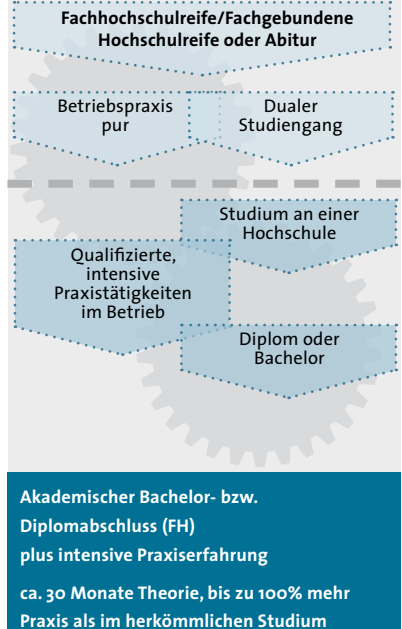 Fachhochschulreife/Fachgebundene
Hochschulreife oder Abitur
Betriebspraxis
pur
Dualer
Studiengang
Studium an einer
Hochschule
Qualifizierte,
intensive
Praxistätigkeiten
im Betrieb
Diplom oder
Bachelor
Akademischer Bachelor- bzw.
Diplomabschluss (FH)
plus intensive Praxiserfahrung
ca. 30 Monate Theorie, bis zu 100% mehr
Praxis als im herkömmlichen Studium